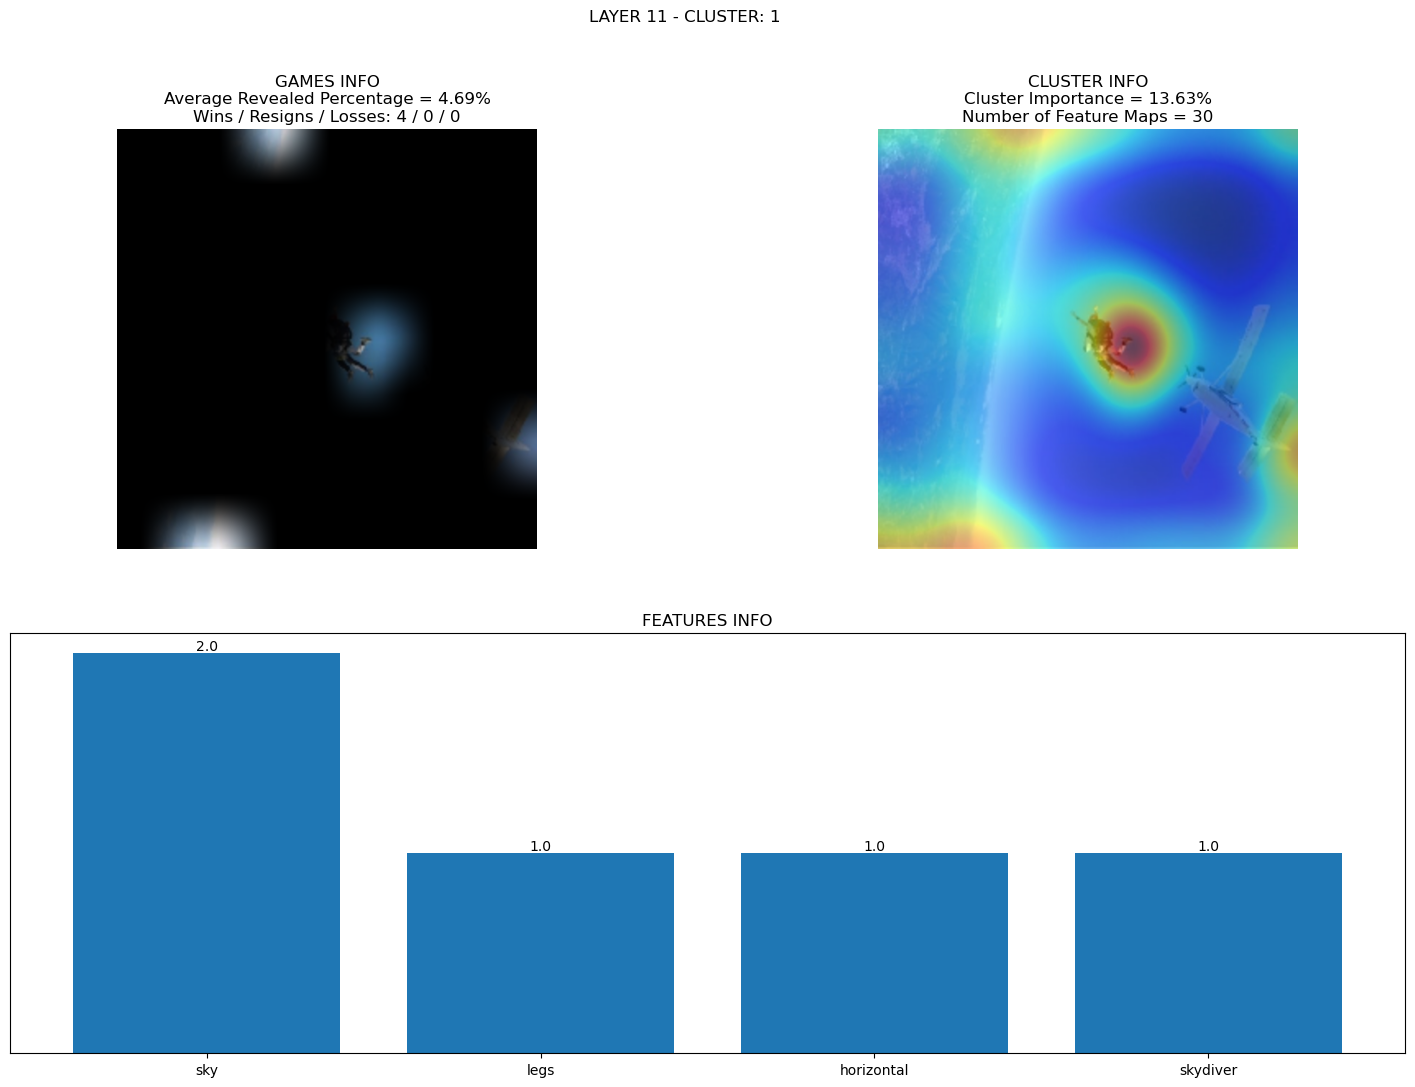 LAYER 11 - CLUSTER: 1
GAMES INFO
Average Revealed Percentage = 4.69%
Wins / Resigns / Losses: 4 / 0 / 0
CLUSTER INFO
Cluster Importance = 13.63%
Number of Feature Maps = 30
FEATURES INFO
2.0
1.0
1.0
1.0
sky
legs
horizontal
skydiver